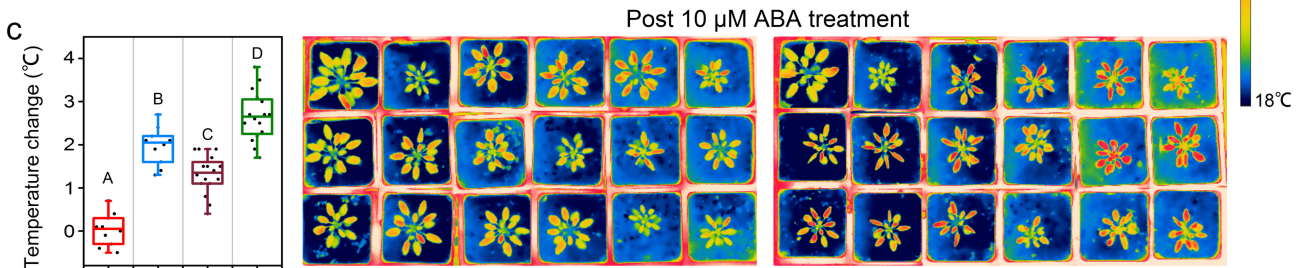 c
Post 10 µM ABA treatment
Temperature change (℃)
4
3
2
1
0
A
B
C
D
18℃